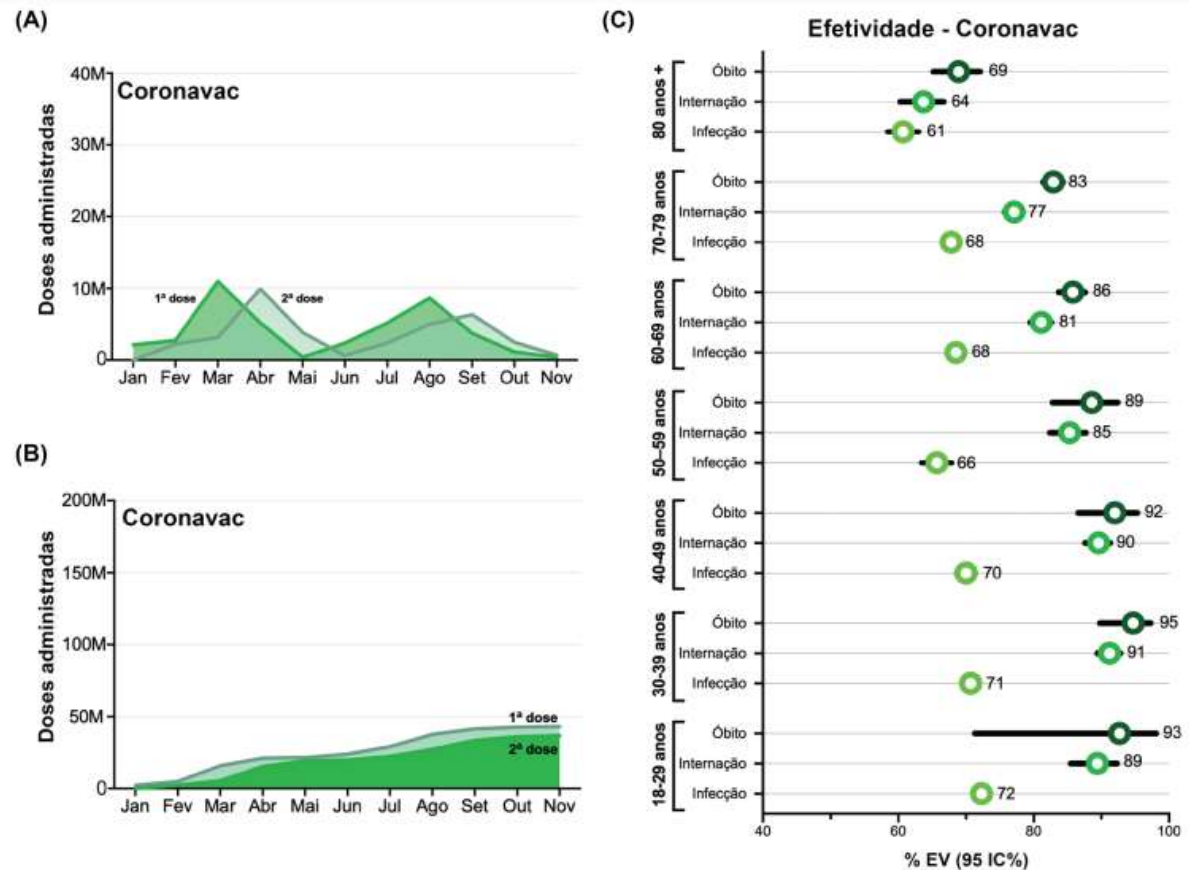 (A)
Coronavac
Doses administradas
40M
30M
20M
10M
0
1ª dose
2ª dose
Jan Fev Mar Abr Mai Jun Jul Ago Set Out Nov
(B)
Coronavac
Doses administradas
200M
150M
100M
50M
0
1ª dose
2ª dose
Jan Fev Mar Abr Mai Jun Jul Ago Set Out Nov
(C)
Efetividade - Coronavac
80 anos +
Óbito 69
Internação 64
Infecção 61
70-79 anos
Óbito 83
Internação 77
Infecção 68
60-69 anos
Óbito 86
Internação 81
Infecção 68
50–59 anos
Óbito 89
Internação 85
Infecção 66
40-49 anos
Óbito 92
Internação 90
Infecção 70
30-39 anos
Óbito 95
Internação 91
Infecção 71
18-29 anos
Óbito 93
Internação 89
Infecção 72
40 60 80 100
% EV (95 IC%)